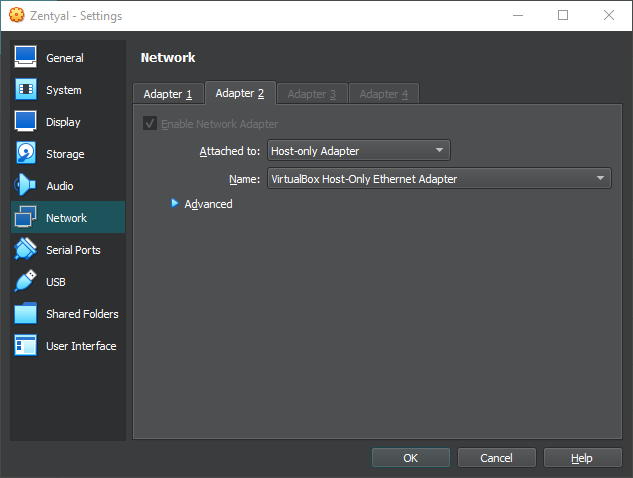 Zentyal - Settings
General
System
Display
Storage
Audio
Network
Serial Ports
USB
Shared Folders
User Interface
Network
Adapter 1 Adapter 2 Adapter 3 Adapter 4
Enable Network Adapter
Attached to: Host-only Adapter
Name: VirtualBox Host-Only Ethernet Adapter
Advanced
OK Cancel Help